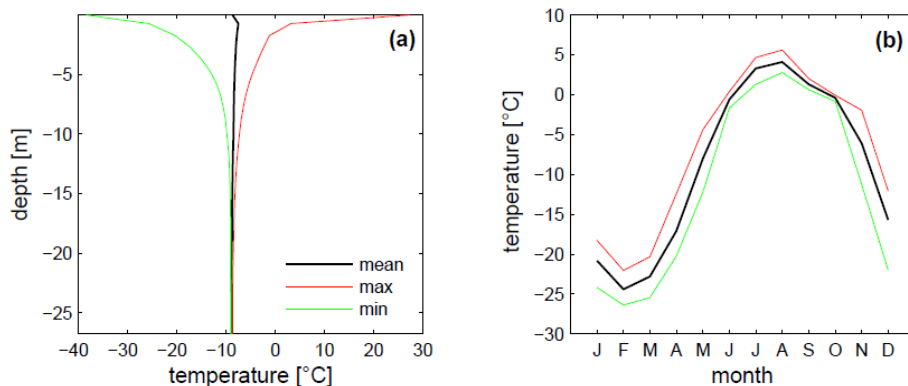 (a)
depth [m]
−5
−10
−15
−20
−25
mean
max
min
−40 −30 −20 −10 0 10 20 30
temperature [°C]
(b)
temperature [°C]
10
5
0
−5
−10
−15
−20
−25
−30
J F M A M J J A S O N D
month